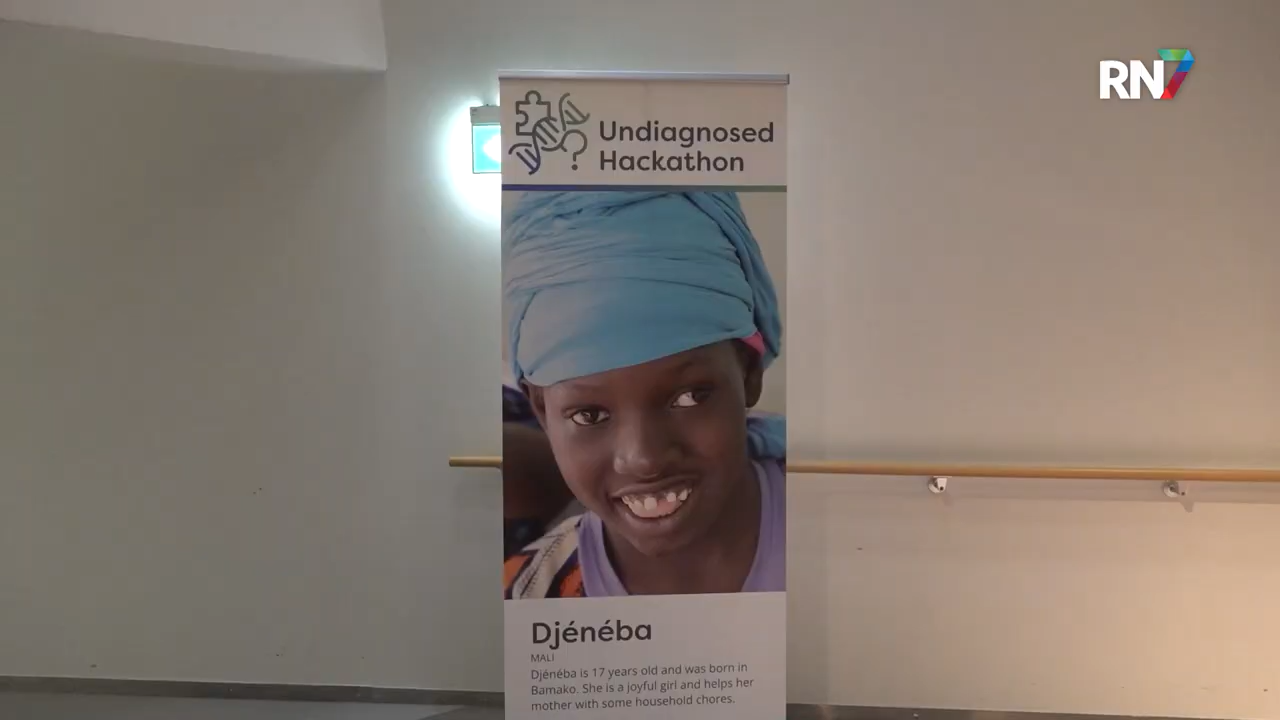 RN7
Undiagnosed
Hackathon
Djénéba
MALI
Djénéba is 17 years old and was born in
Bamako. She is a joyful girl and helps her
mother with some household chores.